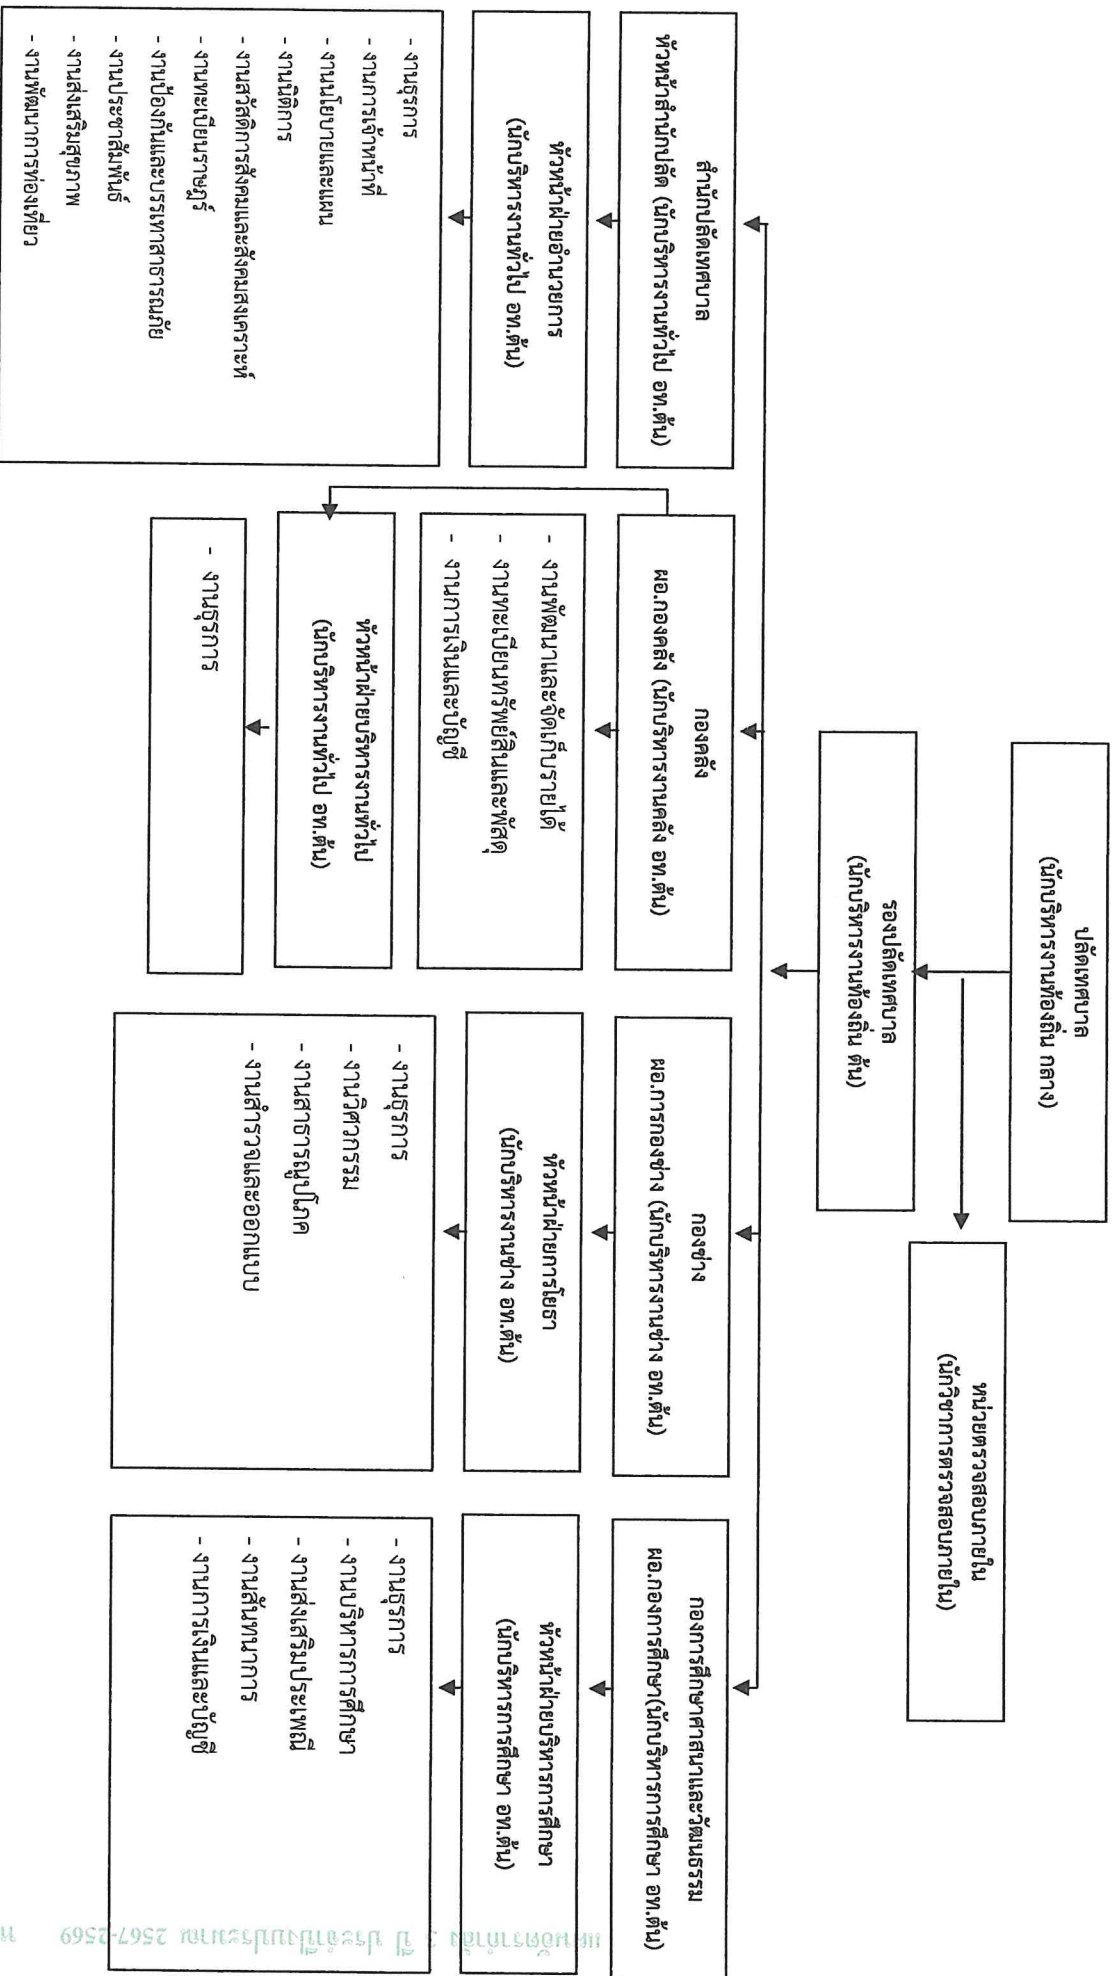 ปลัดเทศบาล
(นักบริหารงานท้องถิ่น กลาง)
หน่วยตรวจสอบภายใน
(นักวิชาการตรวจสอบภายใน)
รองปลัดเทศบาล
(นักบริหารงานท้องถิ่น ต้น)
สำนักปลัดเทศบาล
หัวหน้าสำนักปลัด (นักบริหารงานทั่วไป อท.ต้น)
หัวหน้าฝ่ายอำนวยการ
(นักบริหารงานทั่วไป อท.ต้น)
- งานธุรการ
- งานการเจ้าหน้าที่
- งานนโยบายและแผน
- งานนิติการ
- งานสวัสดิการสังคมและสังคมสงเคราะห์
- งานทะเบียนราษฎร์
- งานป้องกันและบรรเทาสาธารณภัย
- งานประชาสัมพันธ์
- งานส่งเสริมสุขภาพ
- งานพัฒนาการท่องเที่ยว
กองคลัง
ผอ.กองคลัง (นักบริหารงานคลัง อท.ต้น)
- งานพัฒนาและจัดเก็บรายได้
- งานทะเบียนทรัพย์สินและพัสดุ
- งานการเงินและบัญชี
หัวหน้าฝ่ายบริหารงานทั่วไป
(นักบริหารงานทั่วไป อท.ต้น)
- งานธุรการ
กองช่าง
ผอ.การกองช่าง (นักบริหารงานช่าง อท.ต้น)
หัวหน้าฝ่ายการโยธา
(นักบริหารงานช่าง อท.ต้น)
- งานธุรการ
- งานวิศวกรรม
- งานสาธารณูปโภค
- งานสำรวจและออกแบบ
กองการศึกษาศาสนาและวัฒนธรรม
ผอ.กองการศึกษา(นักบริหารการศึกษา อท.ต้น)
หัวหน้าฝ่ายบริหารการศึกษา
(นักบริหารการศึกษา อท.ต้น)
- งานธุรการ
- งานบริหารการศึกษา
- งานส่งเสริมประเพณี
- งานสันทนาการ
- งานการเงินและบัญชี
แผนอัตรากำลัง 3 ปี ประจำปีงบประมาณ 2567-2569